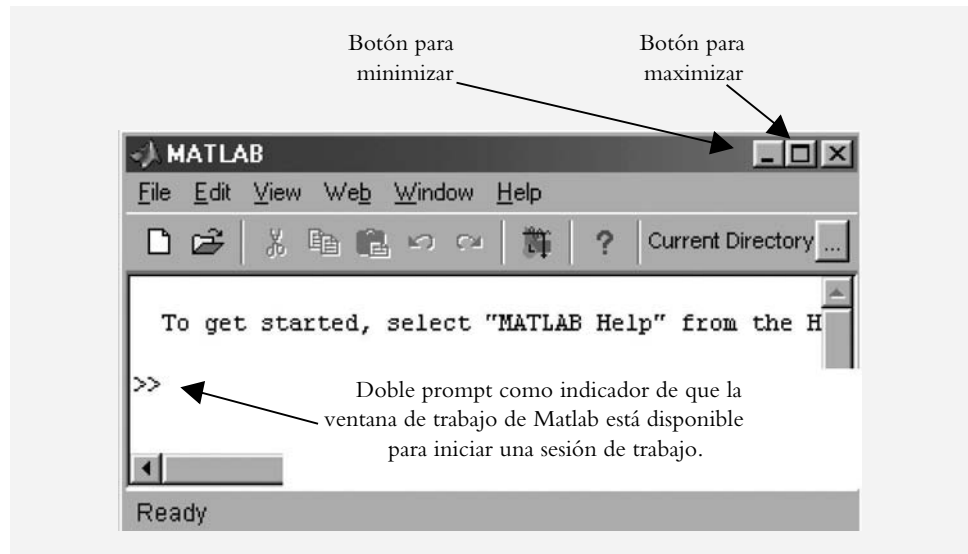 Botón para
minimizar
Botón para
maximizar
MATLAB
File Edit View Web Window Help
? Current Directory ...
To get started, select "MATLAB Help" from the H
>>
Doble prompt como indicador de que la
ventana de trabajo de Matlab está disponible
para iniciar una sesión de trabajo.
Ready